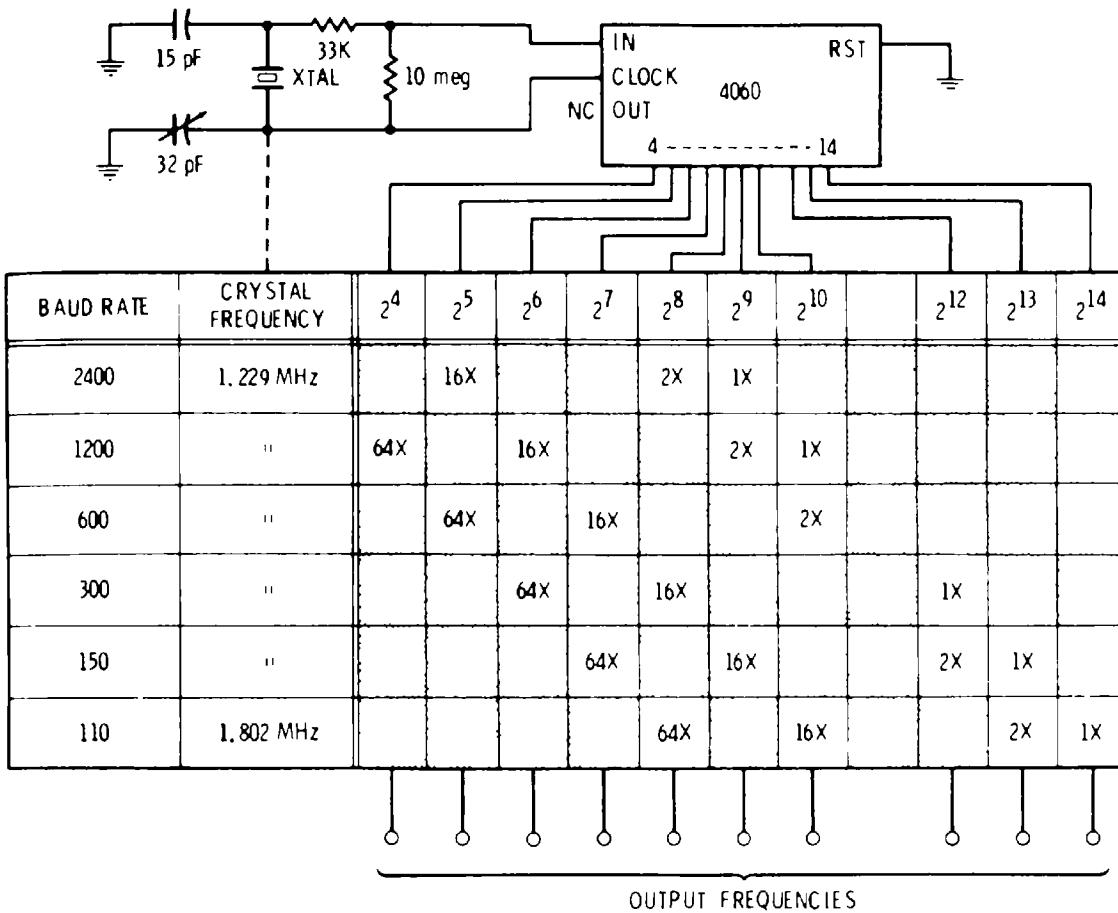 15 pF
33K
XTAL
10 meg
32 pF
IN
RST
CLOCK
4060
NC OUT
4 ---------- 14
BAUD RATE CRYSTAL FREQUENCY 2^4 2^5 2^6 2^7 2^8 2^9 2^10 2^12 2^13 2^14
2400 1.229 MHz 16X 2X 1X
1200 " 64X 16X 2X 1X
600 " 64X 16X 2X
300 " 64X 16X 1X
150 " 64X 16X 2X 1X
110 1.802 MHz 64X 16X 2X 1X
OUTPUT FREQUENCIES